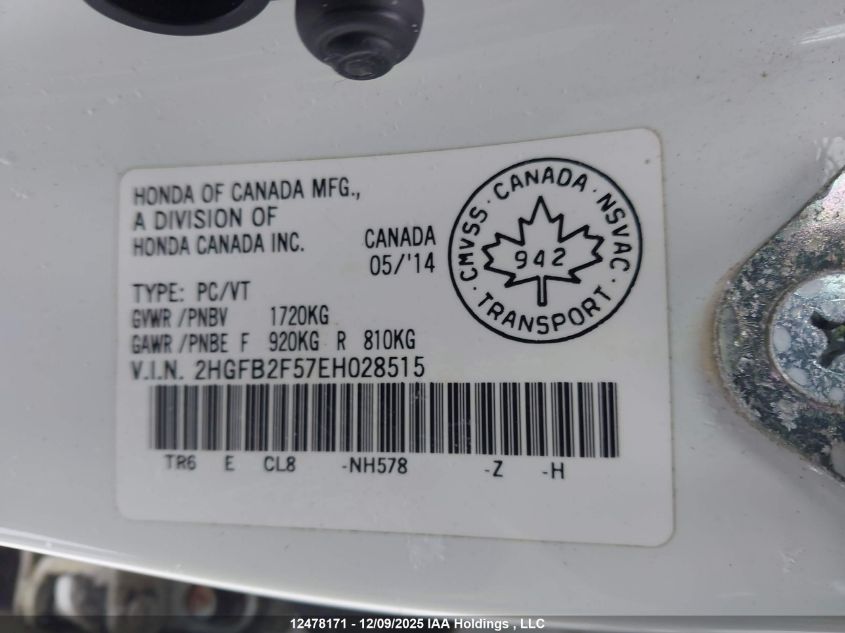 HONDA OF CANADA MFG.,
A DIVISION OF
HONDA CANADA INC.
CANADA
05/'14
CMVSS · CANADA · NSVAC · TRANSPORT ·
942
TYPE: PC/VT
GVWR /PNBV 1720KG
GAWR /PNBE F 920KG R 810KG
V.I.N. 2HGFB2F57EH028515
TR6 E CL8 -NH578 -Z -H
12478171 - 12/09/2025 IAA Holdings , LLC